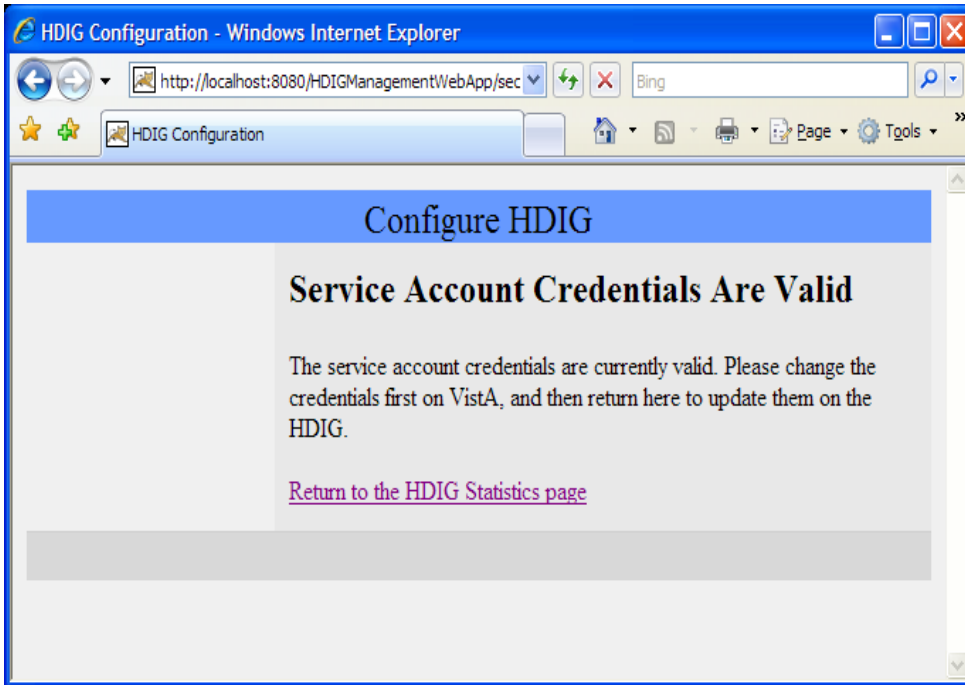 HDIG Configuration - Windows Internet Explorer
http://localhost:8080/HDIGManagementWebApp/sec
Bing
HDIG Configuration
Page
Tools
»
Configure HDIG
Service Account Credentials Are Valid
The service account credentials are currently valid. Please change the
credentials first on VistA, and then return here to update them on the
HDIG.
Return to the HDIG Statistics page